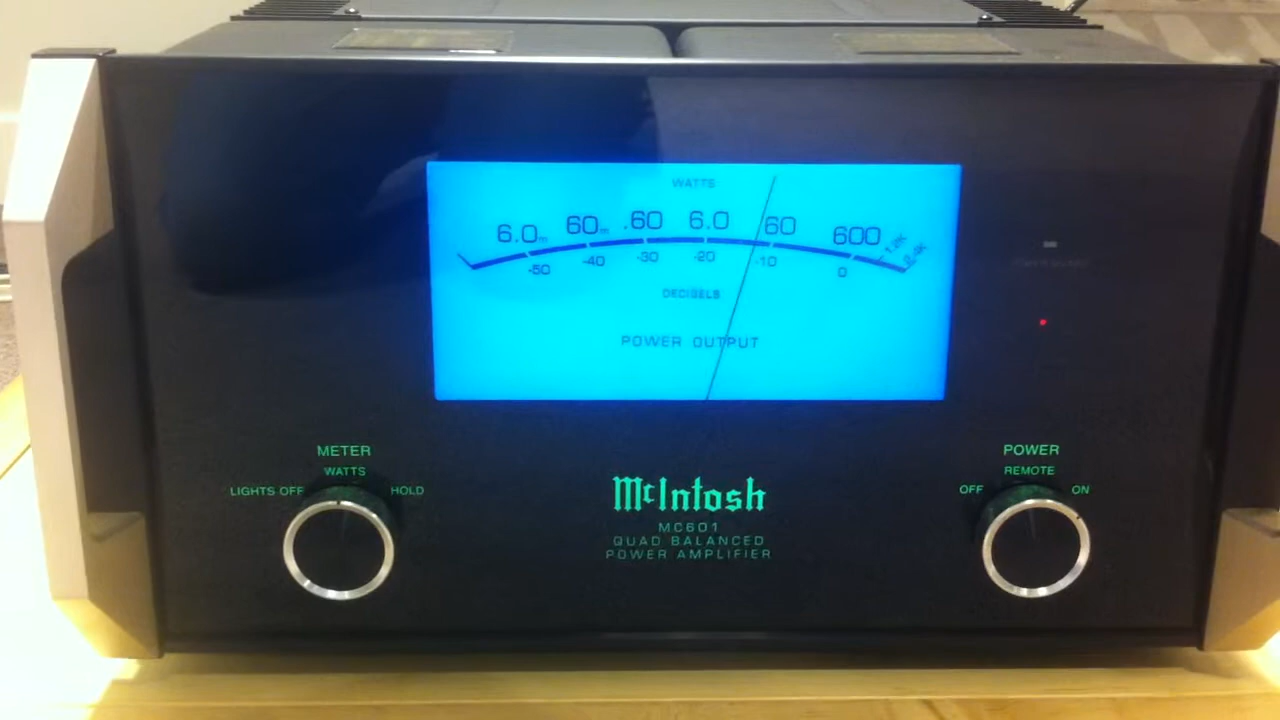 WATTS
6.0m 60m .60 6.0 60 600 1.2K 2.4K
-50 -40 -30 -20 -10 0
DECIBELS
POWER OUTPUT
METER
WATTS
LIGHTS OFF HOLD
McIntosh
MC601
QUAD BALANCED
POWER AMPLIFIER
POWER
REMOTE
OFF ON